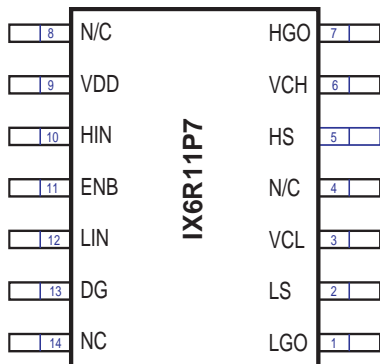 8 N/C HGO 7
9 VDD VCH 6
10 HIN HS 5
11 ENB N/C 4
12 LIN VCL 3
13 DG LS 2
14 NC LGO 1
IX6R11P7